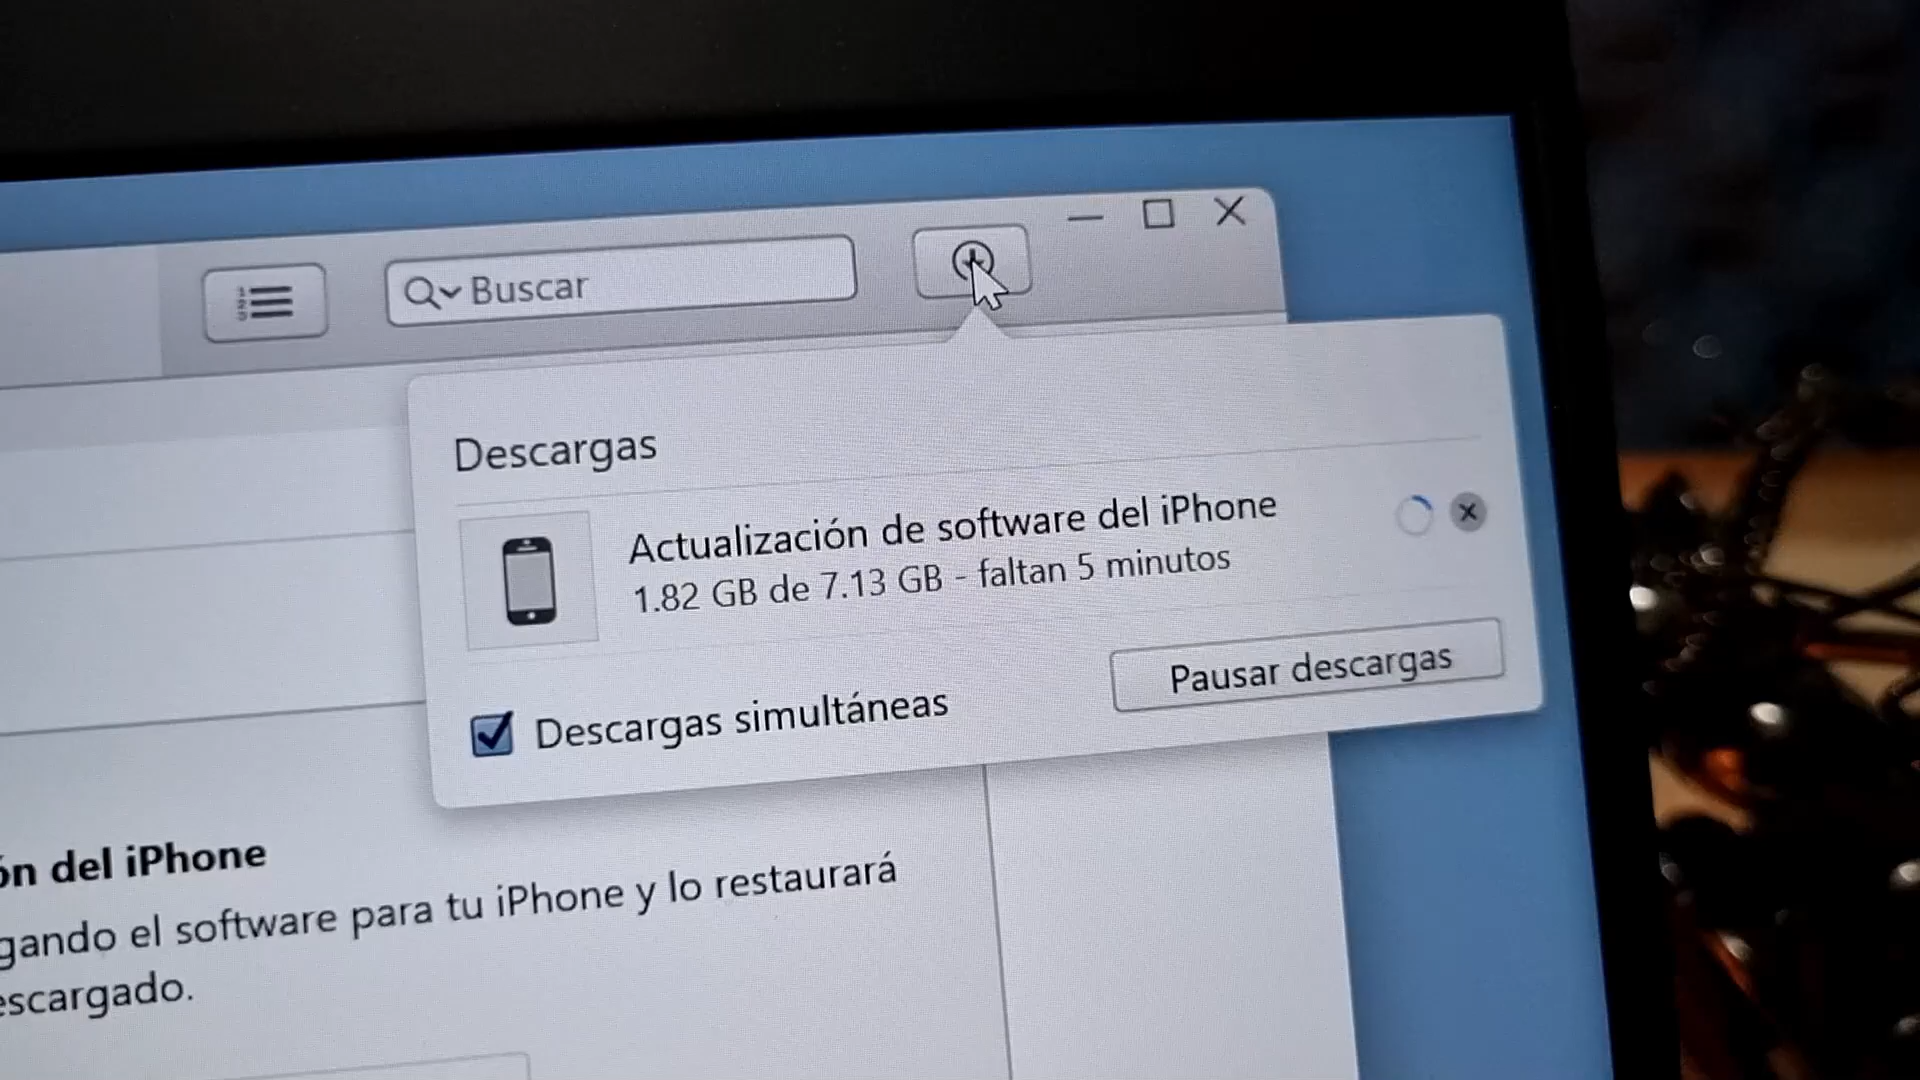 Buscar
Descargas
Actualización de software del iPhone
1.82 GB de 7.13 GB - faltan 5 minutos
Descargas simultáneas
Pausar descargas
ón del iPhone
gando el software para tu iPhone y lo restaurará
escargado.